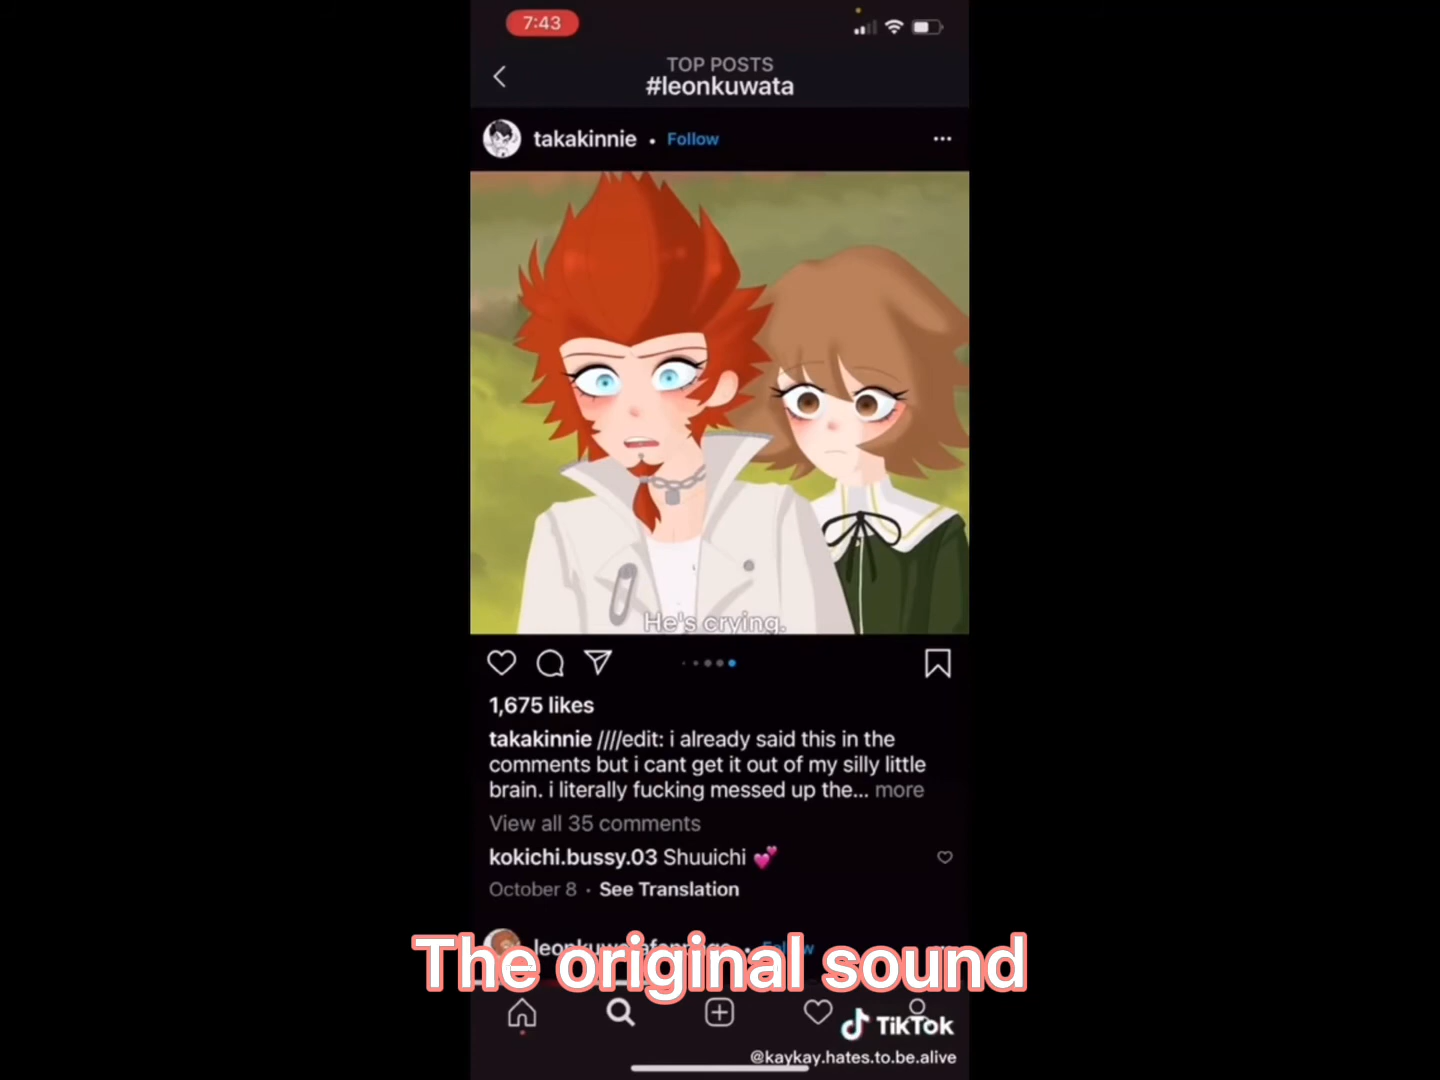 7:43
TOP POSTS
#leonkuwata
takakinnie • Follow
He's crying.
1,675 likes
takakinnie ////edit: i already said this in the
comments but i cant get it out of my silly little
brain. i literally fucking messed up the... more
View all 35 comments
kokichi.bussy.03 Shuuichi 💕
October 8 · See Translation
The original sound
TikTok
@kaykay.hates.to.be.alive